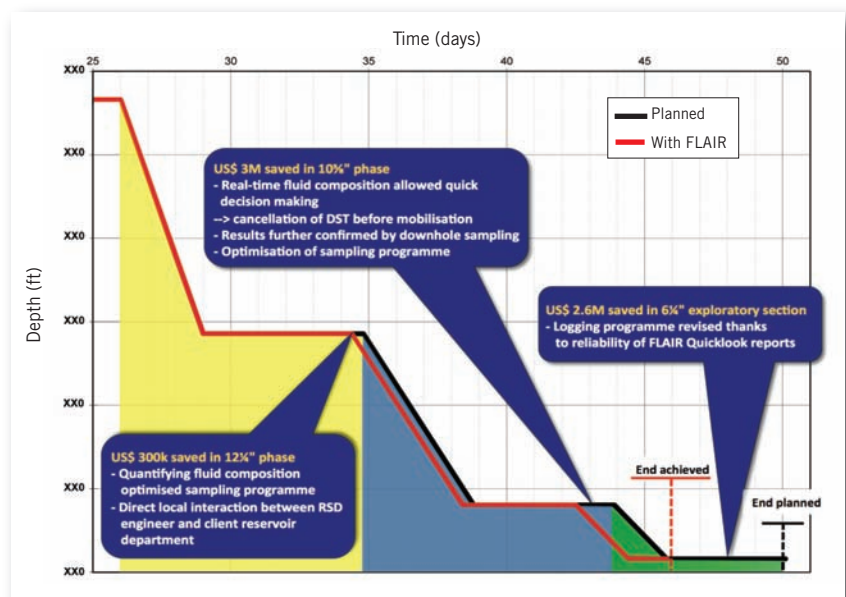 Time (days)
25 30 35 40 45 50
XX0
XX0
XX0
XX0
XX0
XX0
XX0
Depth (ft)
Planned
With FLAIR
US$ 3M saved in 10⅝" phase
- Real-time fluid composition allowed quick
decision making
--> cancellation of DST before mobilisation
- Results further confirmed by downhole sampling
- Optimisation of sampling programme
US$ 2.6M saved in 6¼" exploratory section
- Logging programme revised thanks
to reliability of FLAIR Quicklook reports
US$ 300k saved in 12¼" phase
- Quantifying fluid composition
optimised sampling programme
- Direct local interaction between RSD
engineer and client reservoir
department
End achieved
End planned